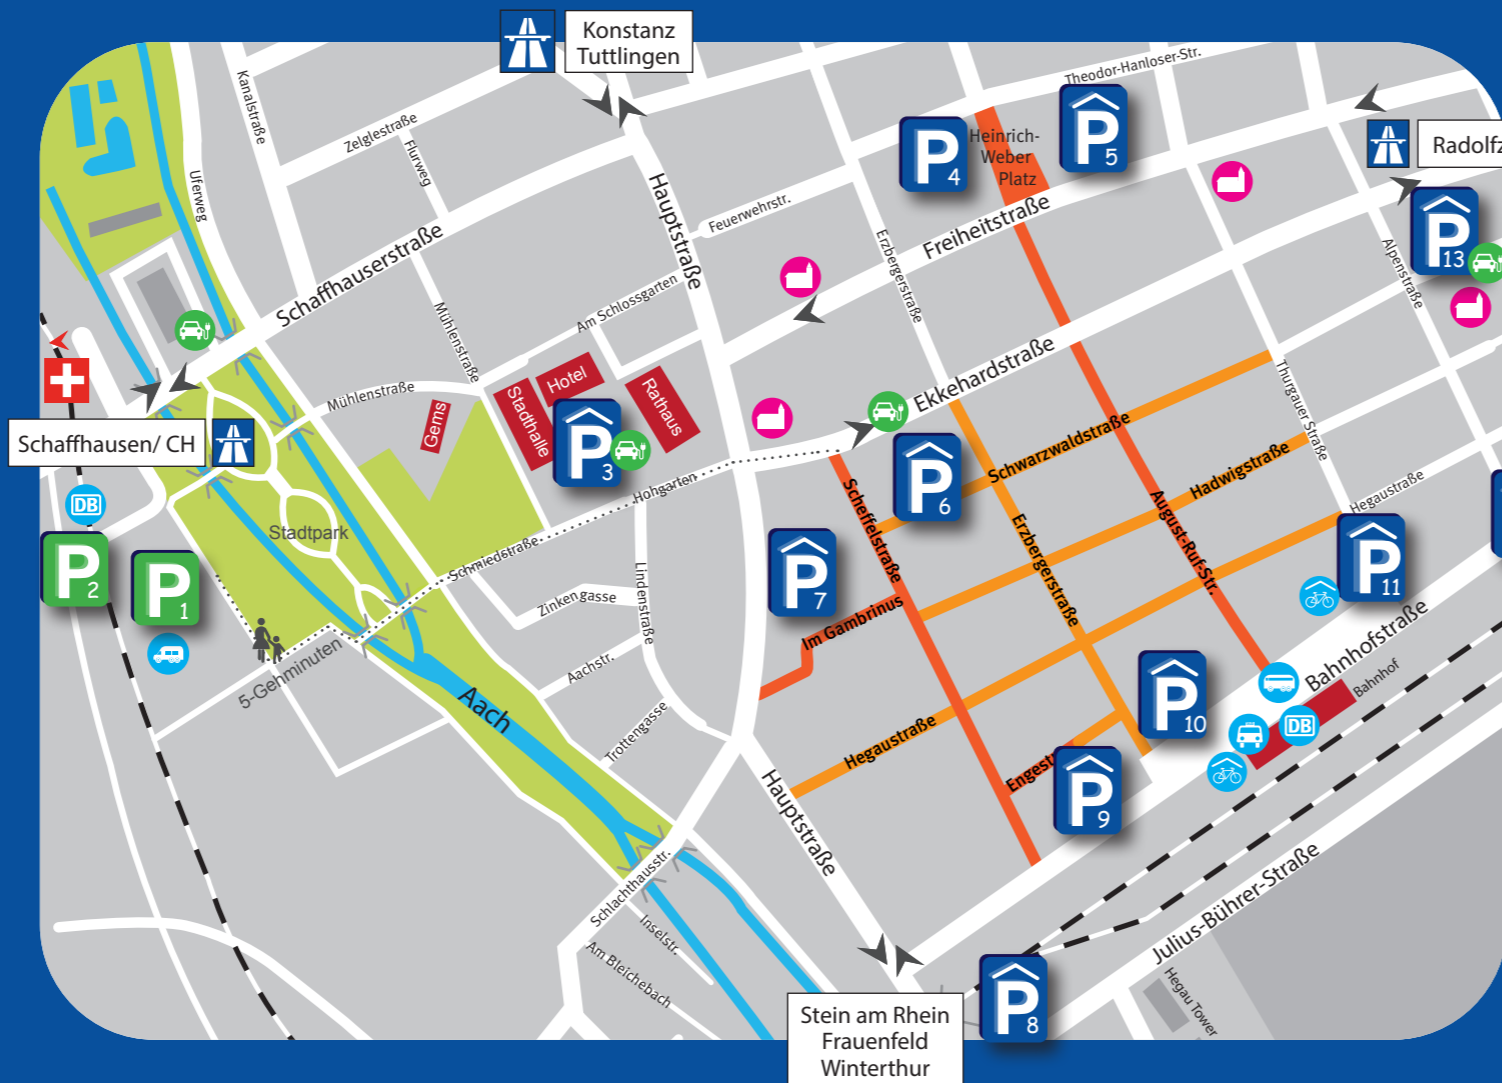 Konstanz
Tuttlingen
Kanalstraße
Zelglestraße
Flurweg
Uferweg
Theodor-Hanloser-Str.
P 5
P 4
Heinrich-
Weber
Platz
Radolfz
Hauptstraße
Feuerwehrstr.
Freiheitstraße
Erzbergerstraße
Alpenstraße
P 13
Schaffhauserstraße
Am Schlossgarten
Mühlenstraße
Mühlenstraße
Hotel
Stadthalle
Rathaus
Gems
P 3
Ekkehardstraße
Thurgauer Straße
Schaffhausen/ CH
DB
P 2
P 1
Stadtpark
Hohgarten
Schmiedstraße
Zinkengasse
Lindenstraße
Aachstr.
Trottengasse
5-Gehminuten
Aach
P 6
P 7
Scheffelstraße
Schwarzwaldstraße
Hadwigstraße
August-Ruf-Str.
Erzbergerstraße
Hegaustraße
Im Gambrinus
P 11
Bahnhofstraße
Bahnhof
DB
P 10
Hegaustraße
Engestr
P 9
Hauptstraße
Schlachthausstr.
Inselstr.
Am Bleichebach
Julius-Bührer-Straße
Hegau Tower
P 8
Stein am Rhein
Frauenfeld
Winterthur